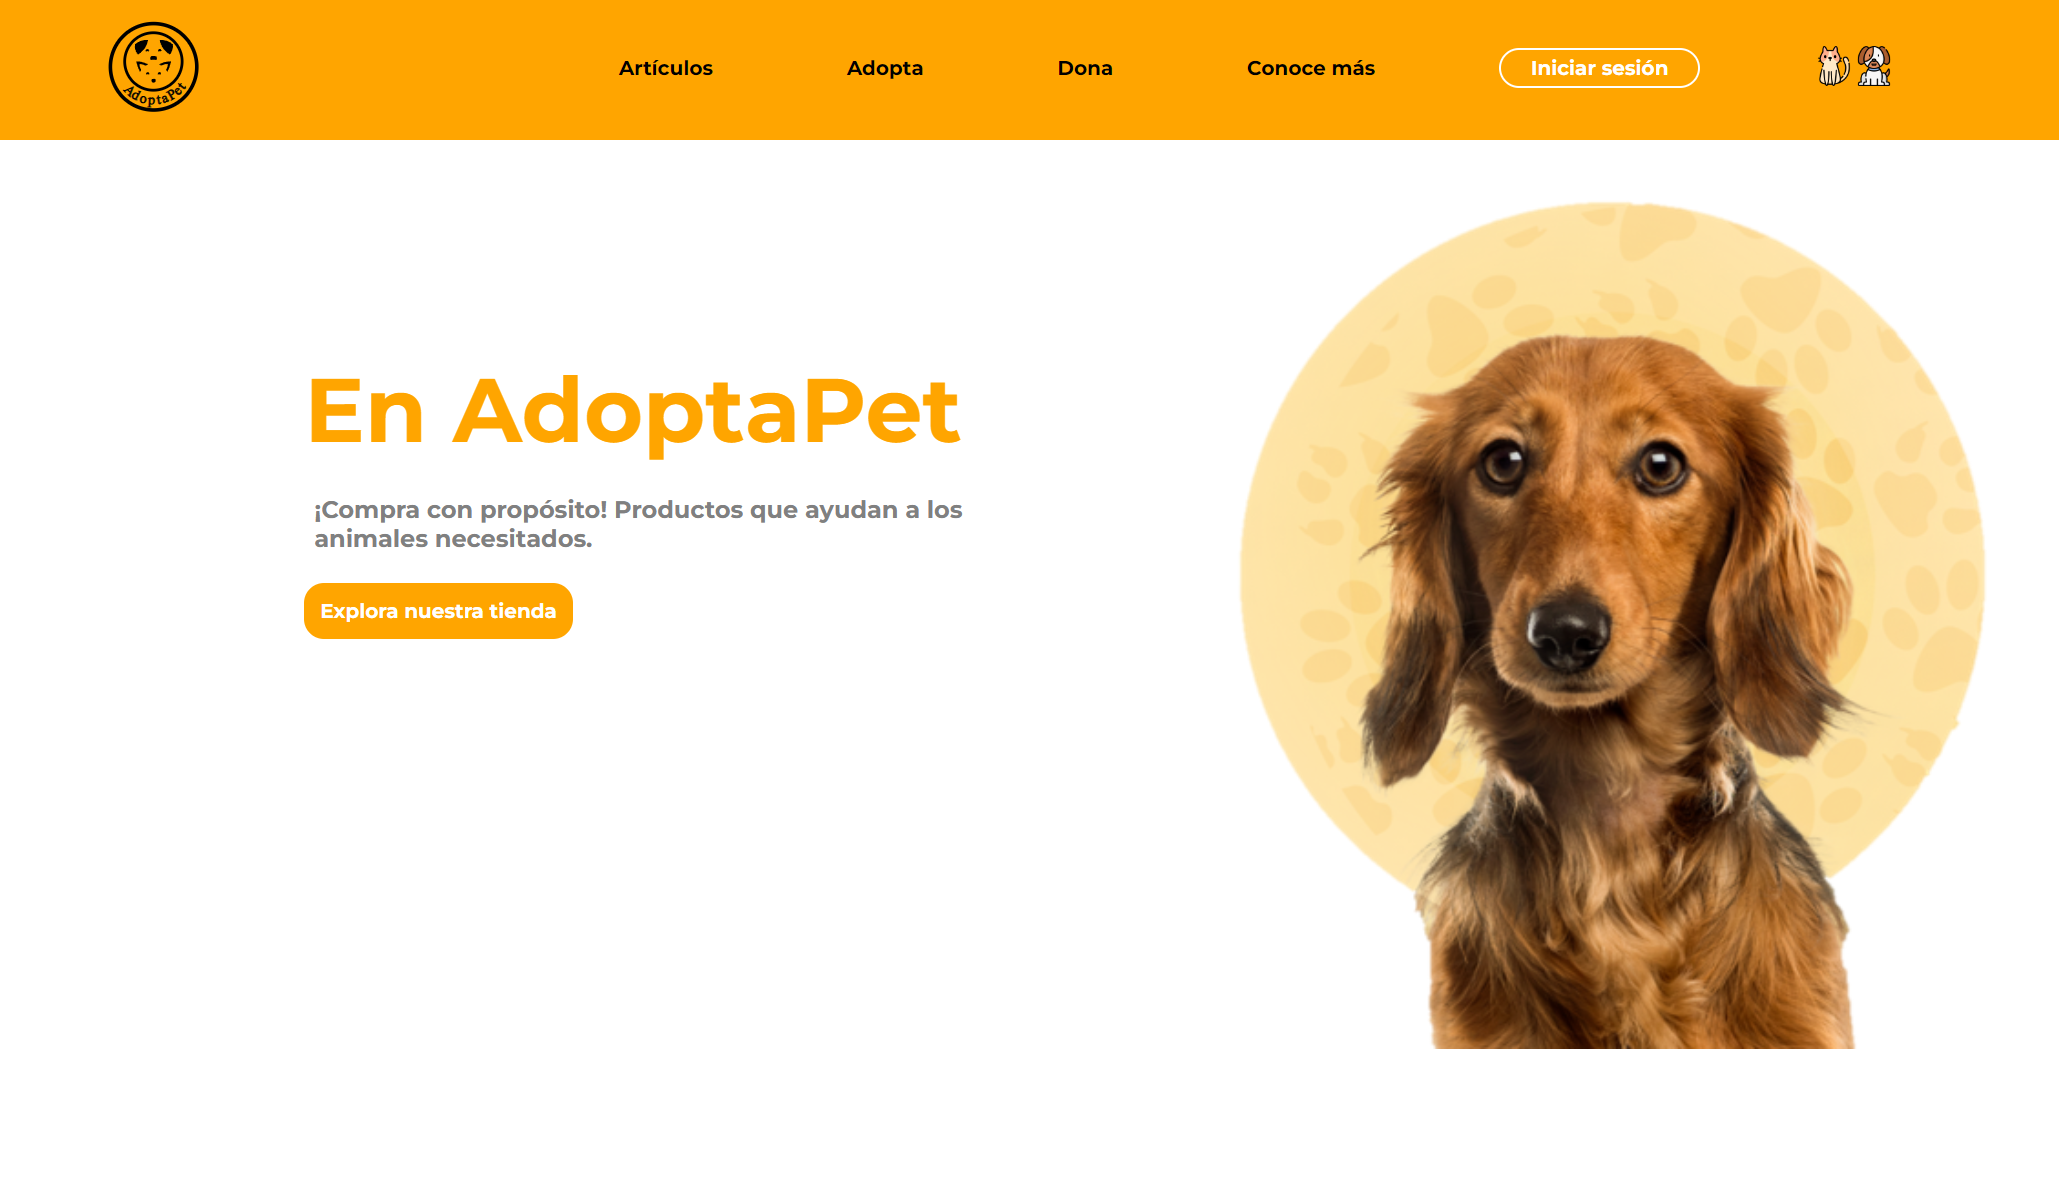 AdoptaPet
Artículos
Adopta
Dona
Conoce más
Iniciar sesión
En AdoptaPet
¡Compra con propósito! Productos que ayudan a los
animales necesitados.
Explora nuestra tienda